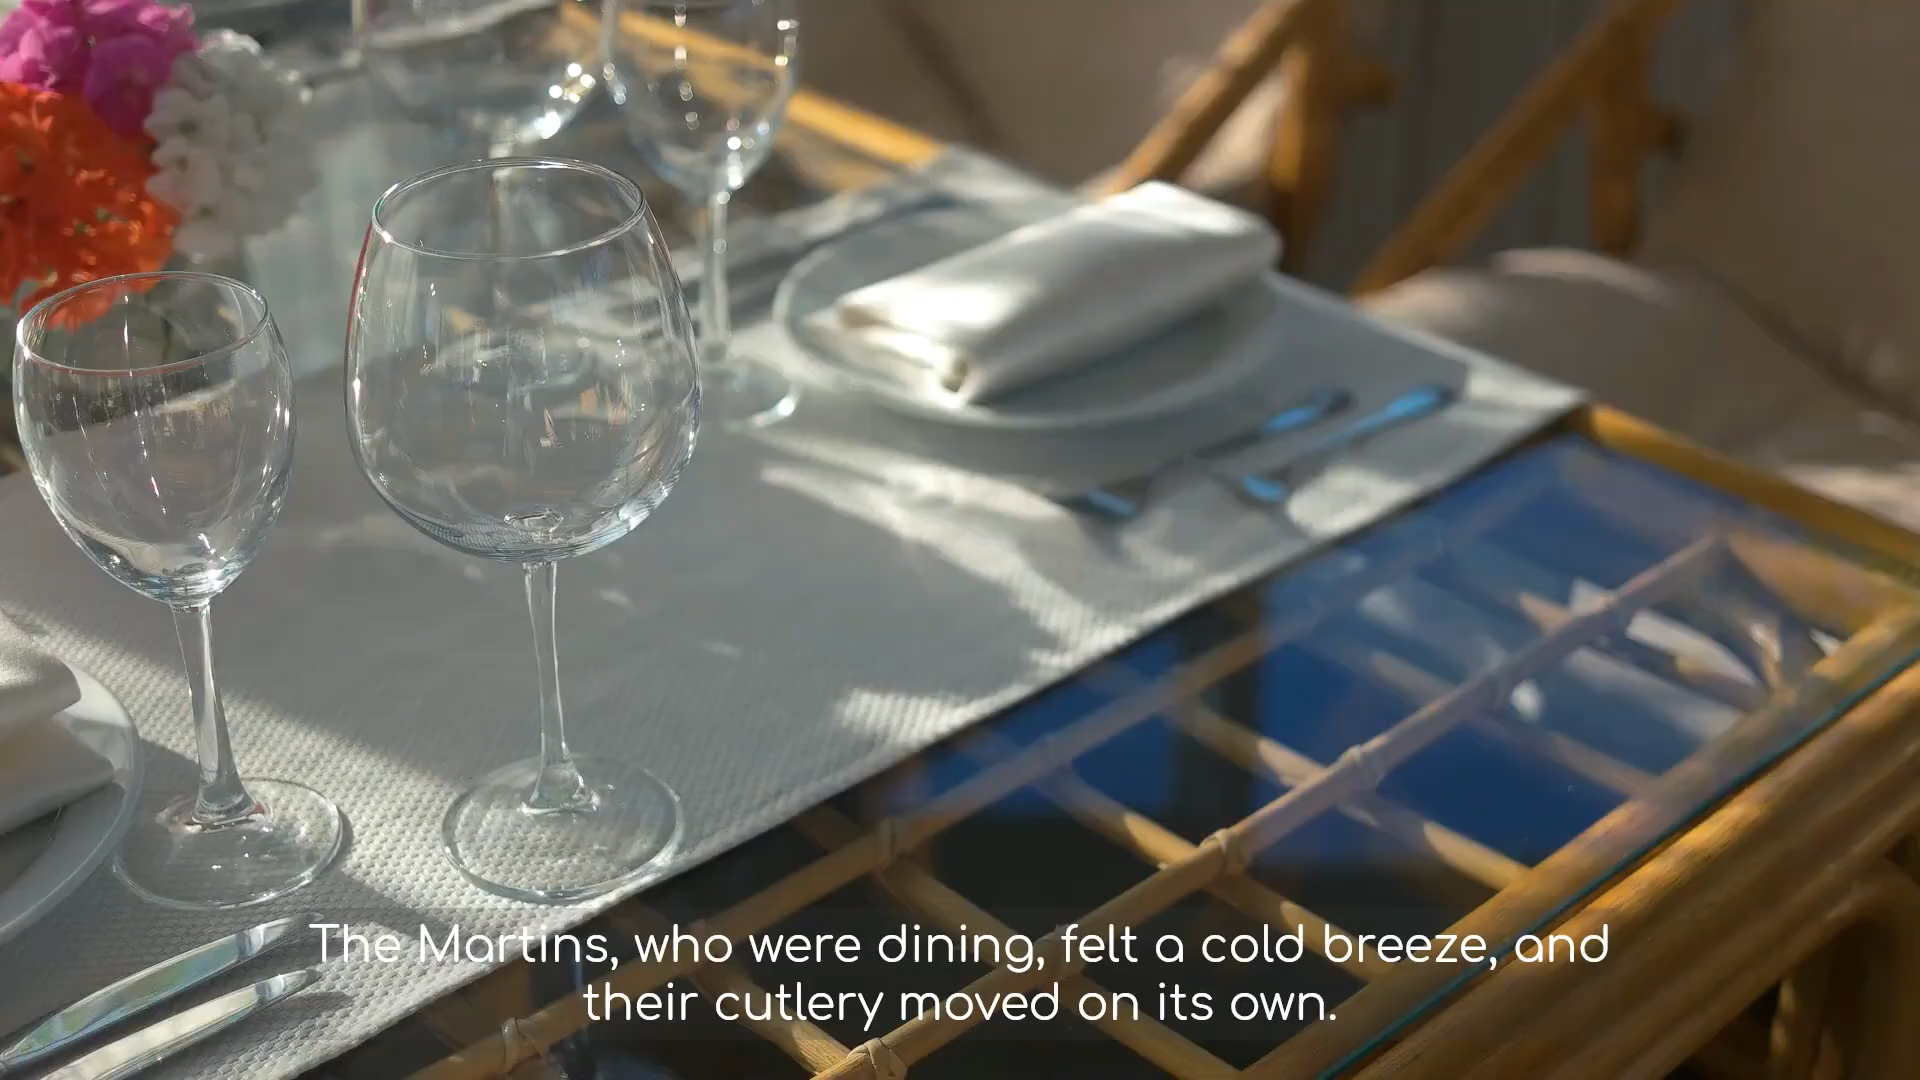 The Martins, who were dining, felt a cold breeze, and
their cutlery moved on its own.